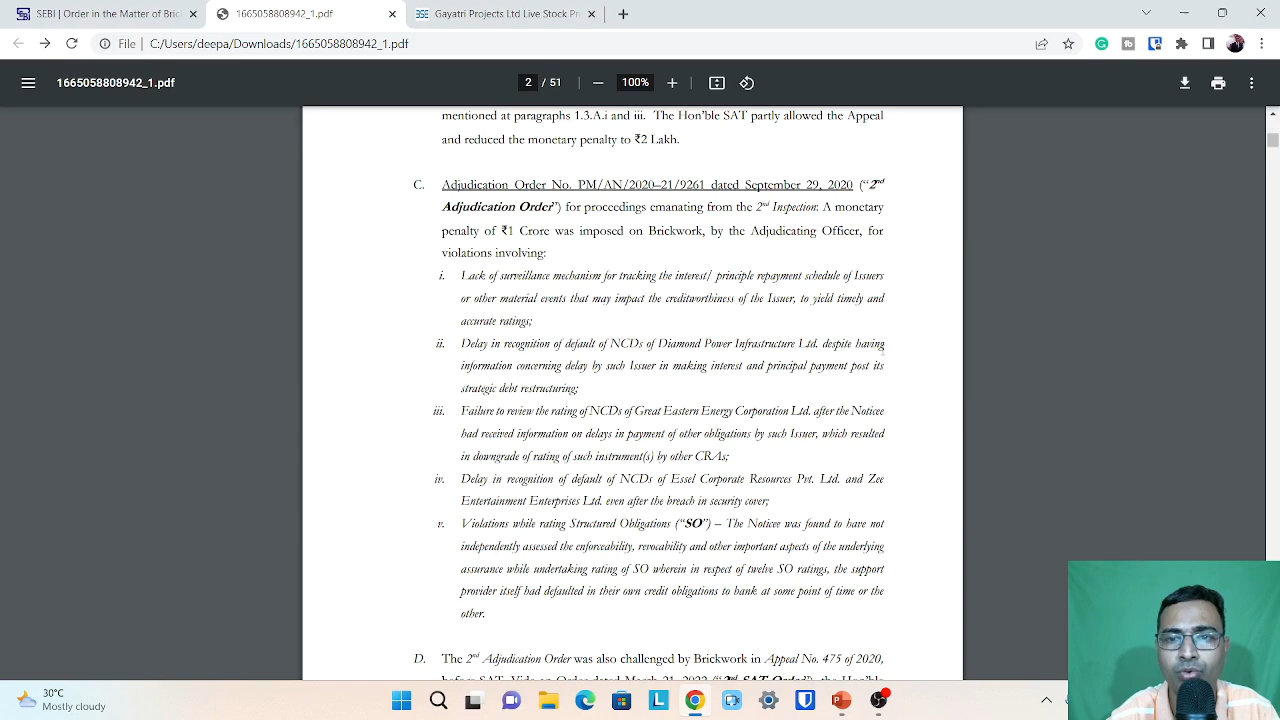 SEBI | Order in the Matter of Bric
1665058808942_1.pdf
Gayatri Projects Ltd Live Stock Pr
File | C:/Users/deepa/Downloads/1665058808942_1.pdf
1665058808942_1.pdf
2 / 51
100%
mentioned at paragraphs 1.3.A.i and iii. The Hon'ble SAT partly allowed the Appeal
and reduced the monetary penalty to ₹2 Lakh.
C. Adjudication Order No. PM/AN/2020–21/9261 dated September 29, 2020 (“2nd
Adjudication Order”) for proceedings emanating from the 2nd Inspection. A monetary
penalty of ₹1 Crore was imposed on Brickwork, by the Adjudicating Officer, for
violations involving:
i. Lack of surveillance mechanism for tracking the interest/ principle repayment schedule of Issuers
or other material events that may impact the creditworthiness of the Issuer, to yield timely and
accurate ratings;
ii. Delay in recognition of default of NCDs of Diamond Power Infrastructure Ltd. despite having
information concerning delay by such Issuer in making interest and principal payment post its
strategic debt restructuring;
iii. Failure to review the rating of NCDs of Great Eastern Energy Corporation Ltd. after the Noticee
had received information on delays in payment of other obligations by such Issuer, which resulted
in downgrade of rating of such instrument(s) by other CRAs;
iv. Delay in recognition of default of NCDs of Essel Corporate Resources Pvt. Ltd. and Zee
Entertainment Enterprises Ltd. even after the breach in security cover;
v. Violations while rating Structured Obligations (“SO”) – The Noticee was found to have not
independently assessed the enforceability, revocability and other important aspects of the underlying
assurance while undertaking rating of SO wherein in respect of twelve SO ratings, the support
provider itself had defaulted in their own credit obligations to bank at some point of time or the
other.
D. The 2nd Adjudication Order was also challenged by Brickwork in Appeal No. 475 of 2020,
30°C
Mostly cloudy